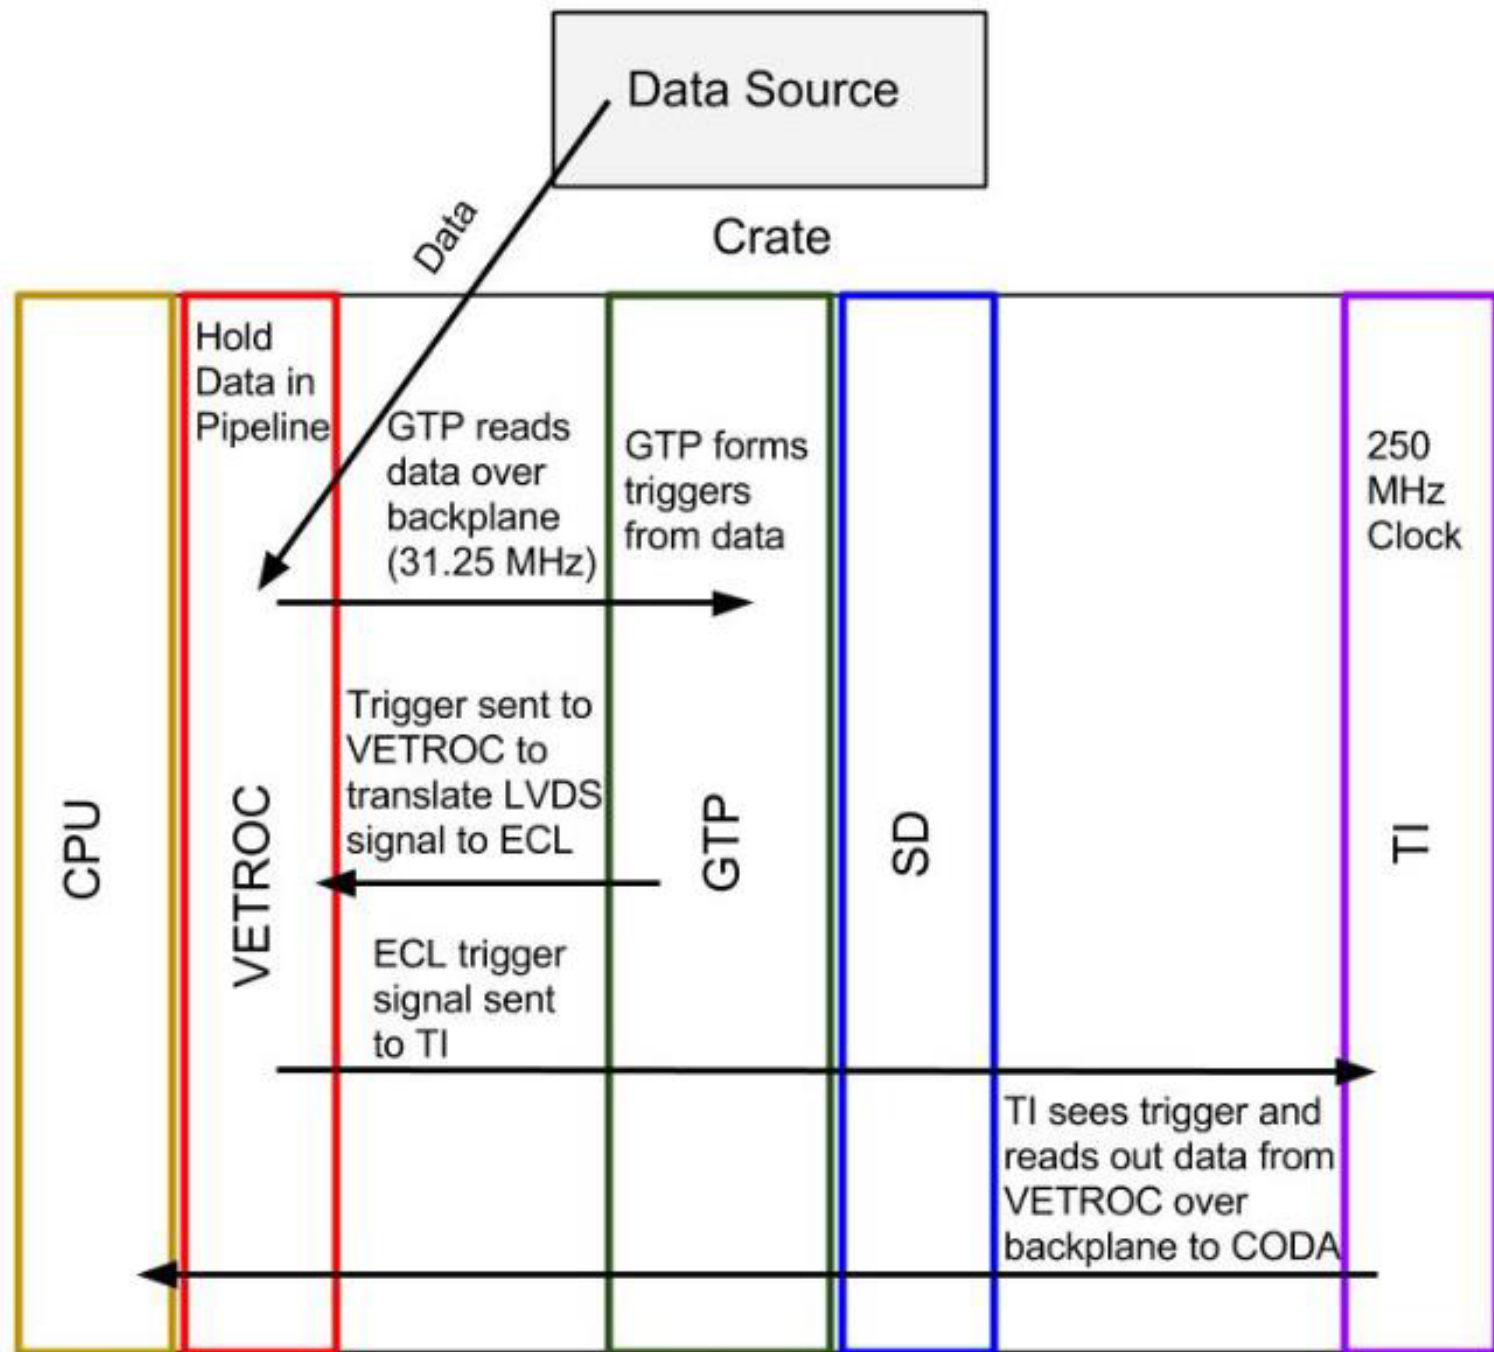 Data Source
Data
Crate
Hold
Data in
Pipeline
GTP reads
data over
backplane
(31.25 MHz)
GTP forms
triggers
from data
250
MHz
Clock
Trigger sent to
VETROC to
translate LVDS
signal to ECL
CPU
VETROC
GTP
SD
TI
ECL trigger
signal sent
to TI
TI sees trigger and
reads out data from
VETROC over
backplane to CODA